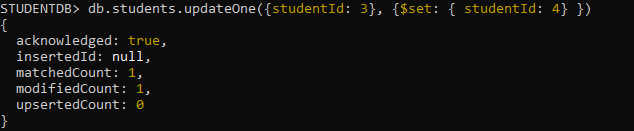 STUDENTDB> db.students.updateOne({studentId: 3}, {$set: { studentId: 4} })
{
  acknowledged: true,
  insertedId: null,
  matchedCount: 1,
  modifiedCount: 1,
  upsertedCount: 0
}